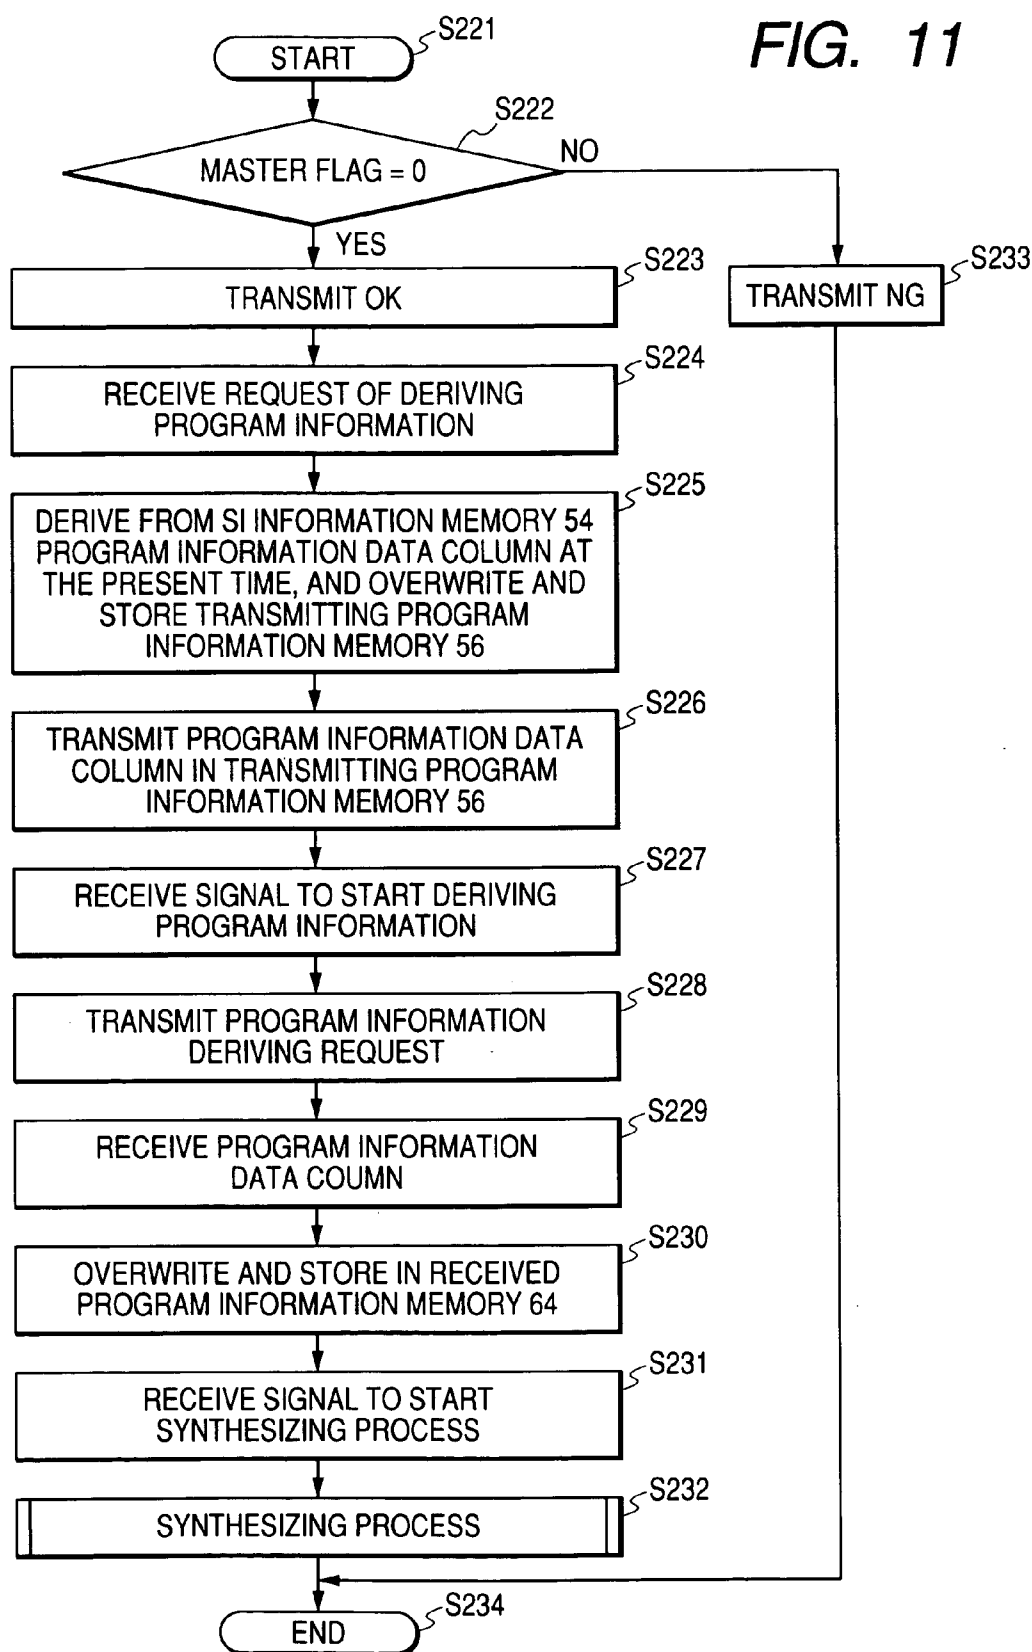 FIG. 11
S221
START
S222
MASTER FLAG = 0
NO
YES
S223
TRANSMIT OK
S233
TRANSMIT NG
S224
RECEIVE REQUEST OF DERIVING
PROGRAM INFORMATION
S225
DERIVE FROM SI INFORMATION MEMORY 54
PROGRAM INFORMATION DATA COLUMN AT
THE PRESENT TIME, AND OVERWRITE AND
STORE TRANSMITTING PROGRAM
INFORMATION MEMORY 56
S226
TRANSMIT PROGRAM INFORMATION DATA
COLUMN IN TRANSMITTING PROGRAM
INFORMATION MEMORY 56
S227
RECEIVE SIGNAL TO START DERIVING
PROGRAM INFORMATION
S228
TRANSMIT PROGRAM INFORMATION
DERIVING REQUEST
S229
RECEIVE PROGRAM INFORMATION
DATA COUMN
S230
OVERWRITE AND STORE IN RECEIVED
PROGRAM INFORMATION MEMORY 64
S231
RECEIVE SIGNAL TO START
SYNTHESIZING PROCESS
S232
SYNTHESIZING PROCESS
S234
END